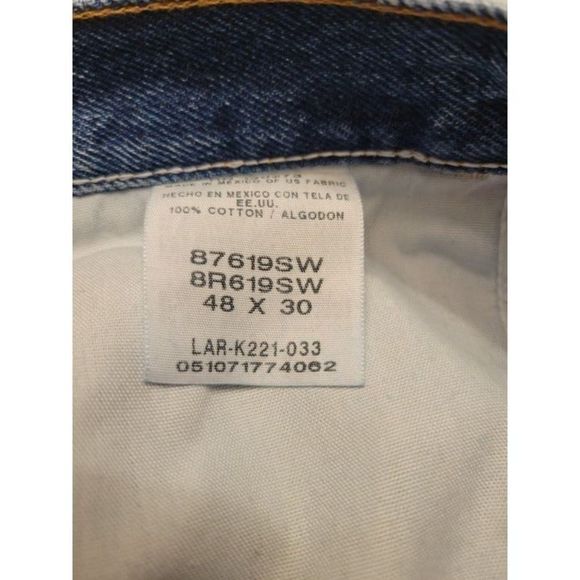 MADE IN MEXICO OF US FABRIC
HECHO EN MEXICO CON TELA DE
EE.UU.
100% COTTON / ALGODON
87619SW
8R619SW
48 X 30
LAR-K221-033
051071774062